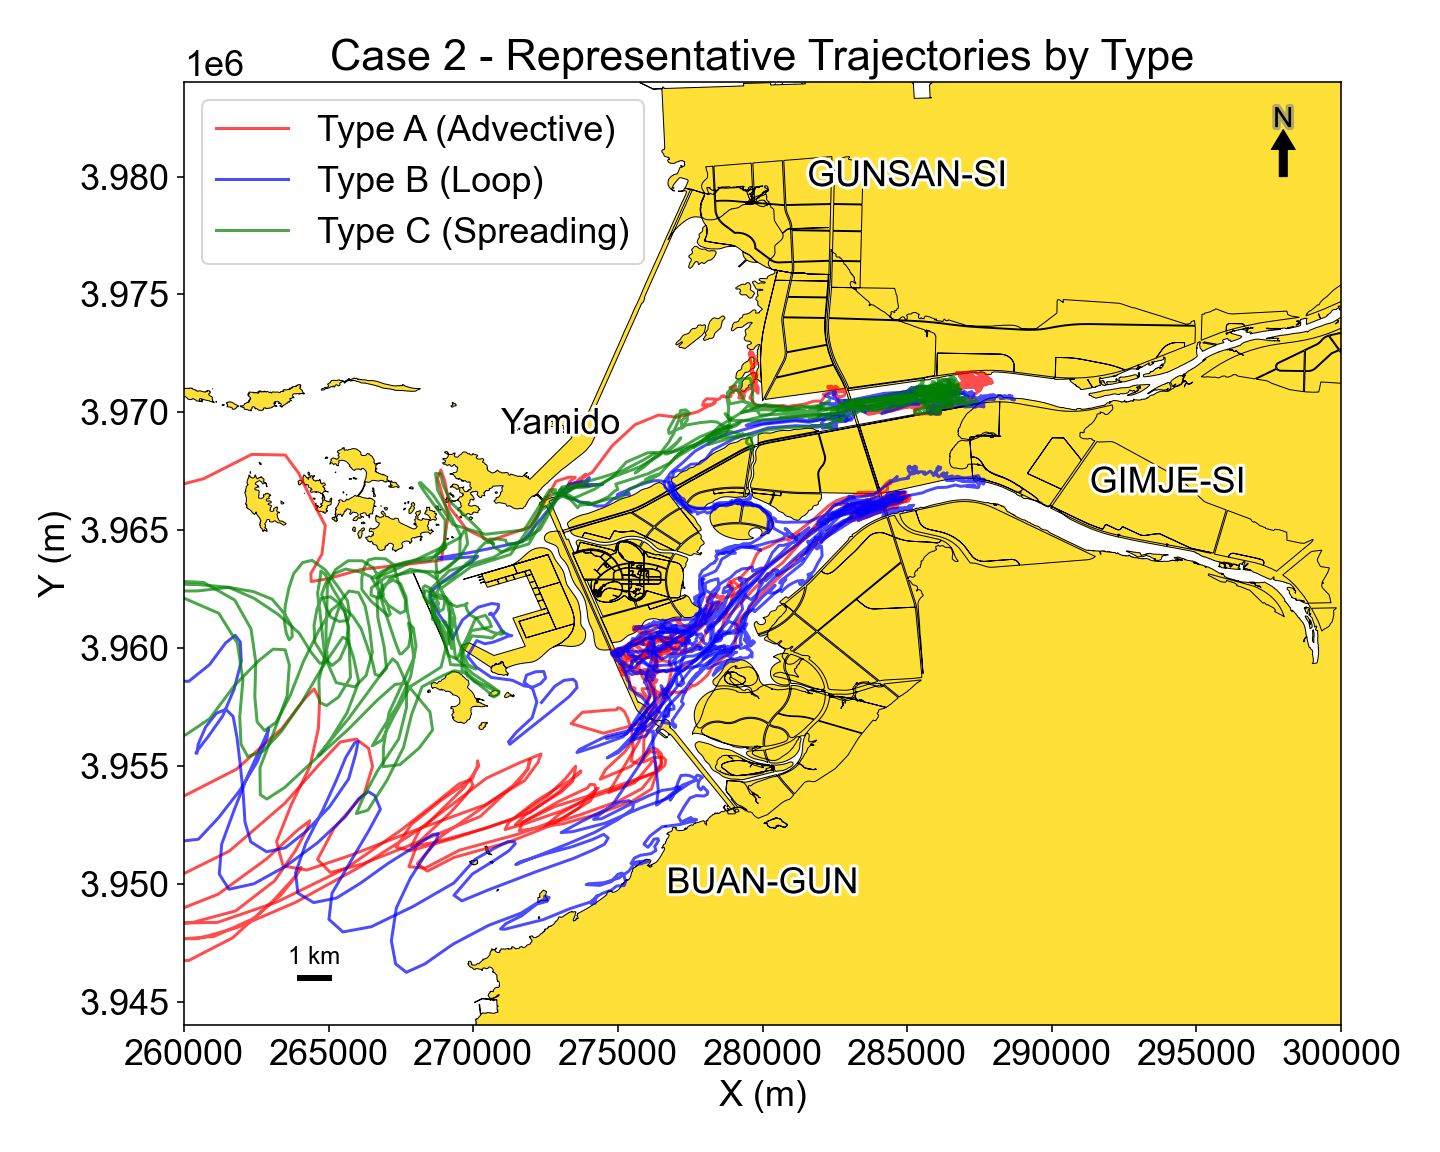 Case 2 - Representative Trajectories by Type
1e6
Type A (Advective)
Type B (Loop)
Type C (Spreading)
N
GUNSAN-SI
Yamido
GIMJE-SI
BUAN-GUN
1 km
3.980
3.975
3.970
3.965
3.960
3.955
3.950
3.945
Y (m)
260000 265000 270000 275000 280000 285000 290000 295000 300000
X (m)